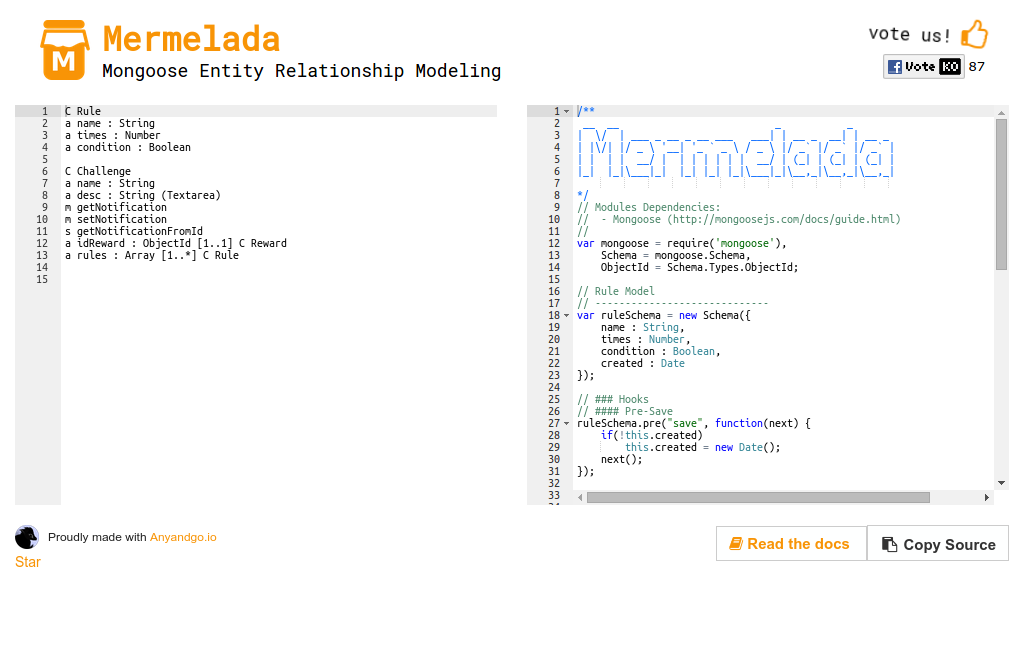 M
Mermelada
Mongoose Entity Relationship Modeling
vote us!
Vote KO 87
1 C Rule
2 a name : String
3 a times : Number
4 a condition : Boolean
5
6 C Challenge
7 a name : String
8 a desc : String (Textarea)
9 m getNotification
10 m setNotification
11 s getNotificationFromId
12 a idReward : ObjectId [1..1] C Reward
13 a rules : Array [1..*] C Rule
14
15
1 /**
2
3
4
5
6
7
Mermelada
8 */
9 // Modules Dependencies:
10 //  - Mongoose (http://mongoosejs.com/docs/guide.html)
11 //
12 var mongoose = require('mongoose'),
13     Schema = mongoose.Schema,
14     ObjectId = Schema.Types.ObjectId;
15
16 // Rule Model
17 // -----------------------------
18 var ruleSchema = new Schema({
19     name : String,
20     times : Number,
21     condition : Boolean,
22     created : Date
23 });
24
25 // ### Hooks
26 // #### Pre-Save
27 ruleSchema.pre("save", function(next) {
28     if(!this.created)
29         this.created = new Date();
30     next();
31 });
32
33
Proudly made with Anyandgo.io
Star
Read the docs
Copy Source